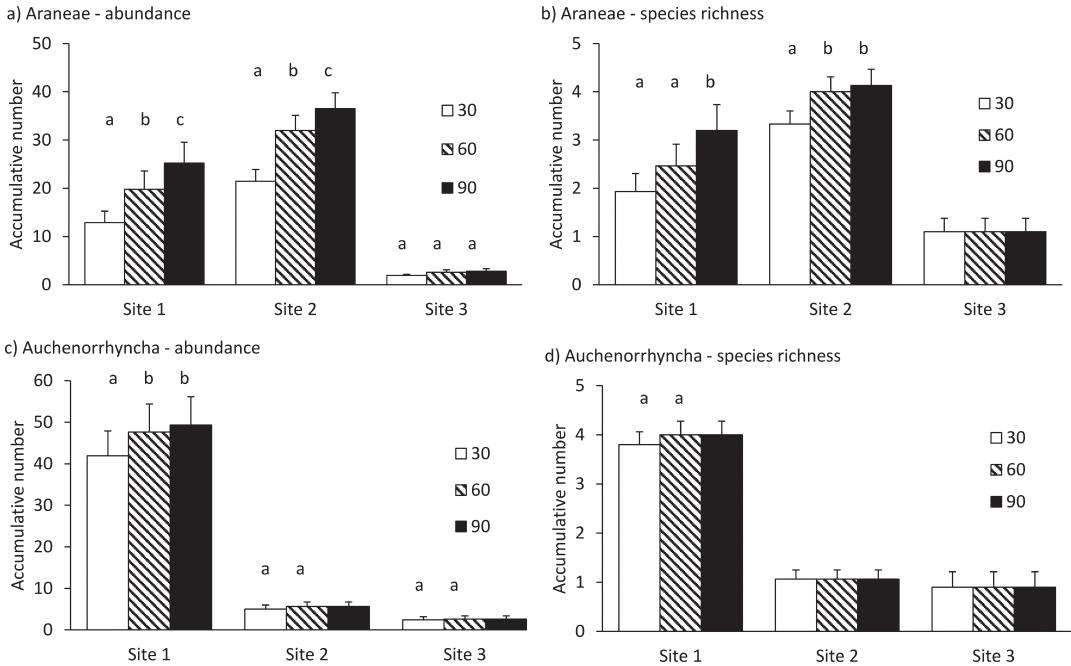 a) Araneae - abundance
Accumulative number
50
40
30
20
10
0
a b c
a b c
a a a
30
60
90
Site 1 Site 2 Site 3
b) Araneae - species richness
Accumulative number
5
4
3
2
1
0
a a b
a b b
30
60
90
Site 1 Site 2 Site 3
c) Auchenorrhyncha - abundance
Accumulative number
60
50
40
30
20
10
0
a b b
a a
a a
30
60
90
Site 1 Site 2 Site 3
d) Auchenorrhyncha - species richness
Accumulative number
5
4
3
2
1
0
a a
30
60
90
Site 1 Site 2 Site 3